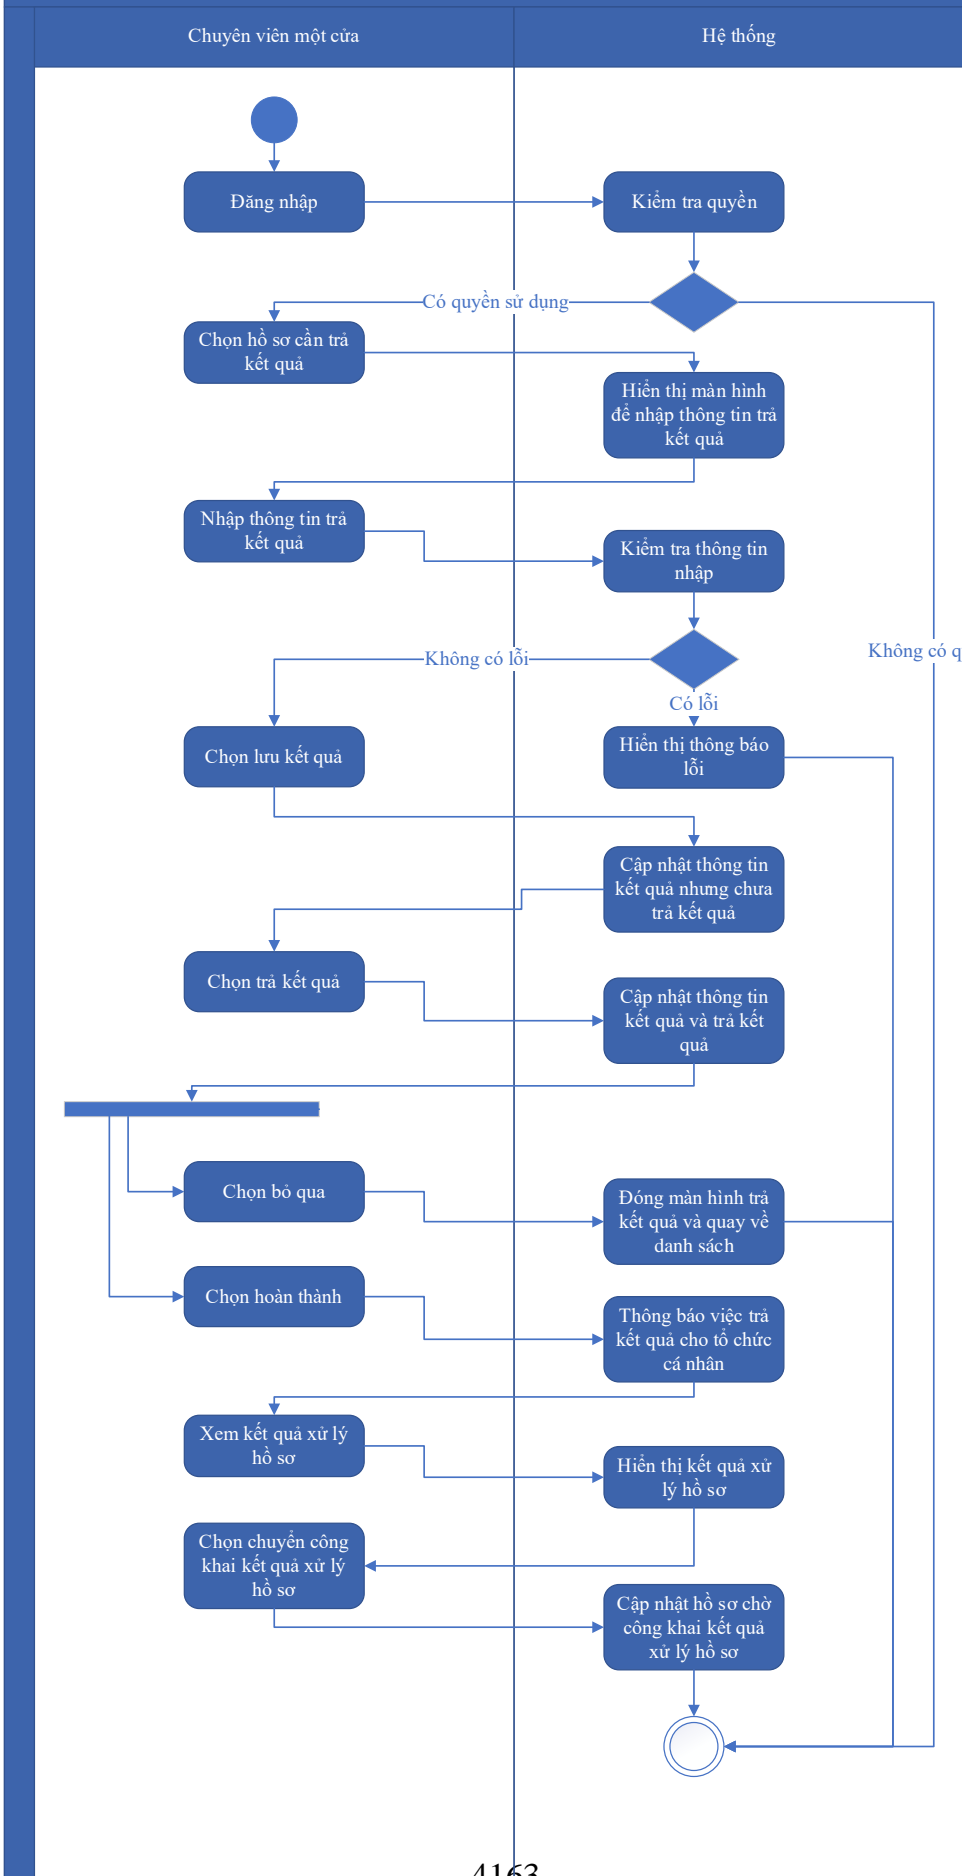 Chuyên viên một cửa
Hệ thống
Đăng nhập
Kiểm tra quyền
Có quyền sử dụng
Chọn hồ sơ cần trả
kết quả
Hiển thị màn hình
để nhập thông tin trả
kết quả
Nhập thông tin trả
kết quả
Kiểm tra thông tin
nhập
Không có q
Không có lỗi
Có lỗi
Chọn lưu kết quả
Hiển thị thông báo
lỗi
Cập nhật thông tin
kết quả nhưng chưa
trả kết quả
Chọn trả kết quả
Cập nhật thông tin
kết quả và trả kết
quả
Chọn bỏ qua
Đóng màn hình trả
kết quả và quay về
danh sách
Chọn hoàn thành
Thông báo việc trả
kết quả cho tổ chức
cá nhân
Xem kết quả xử lý
hồ sơ
Hiển thị kết quả xử
lý hồ sơ
Chọn chuyển công
khai kết quả xử lý
hồ sơ
Cập nhật hồ sơ chờ
công khai kết quả
xử lý hồ sơ
4163